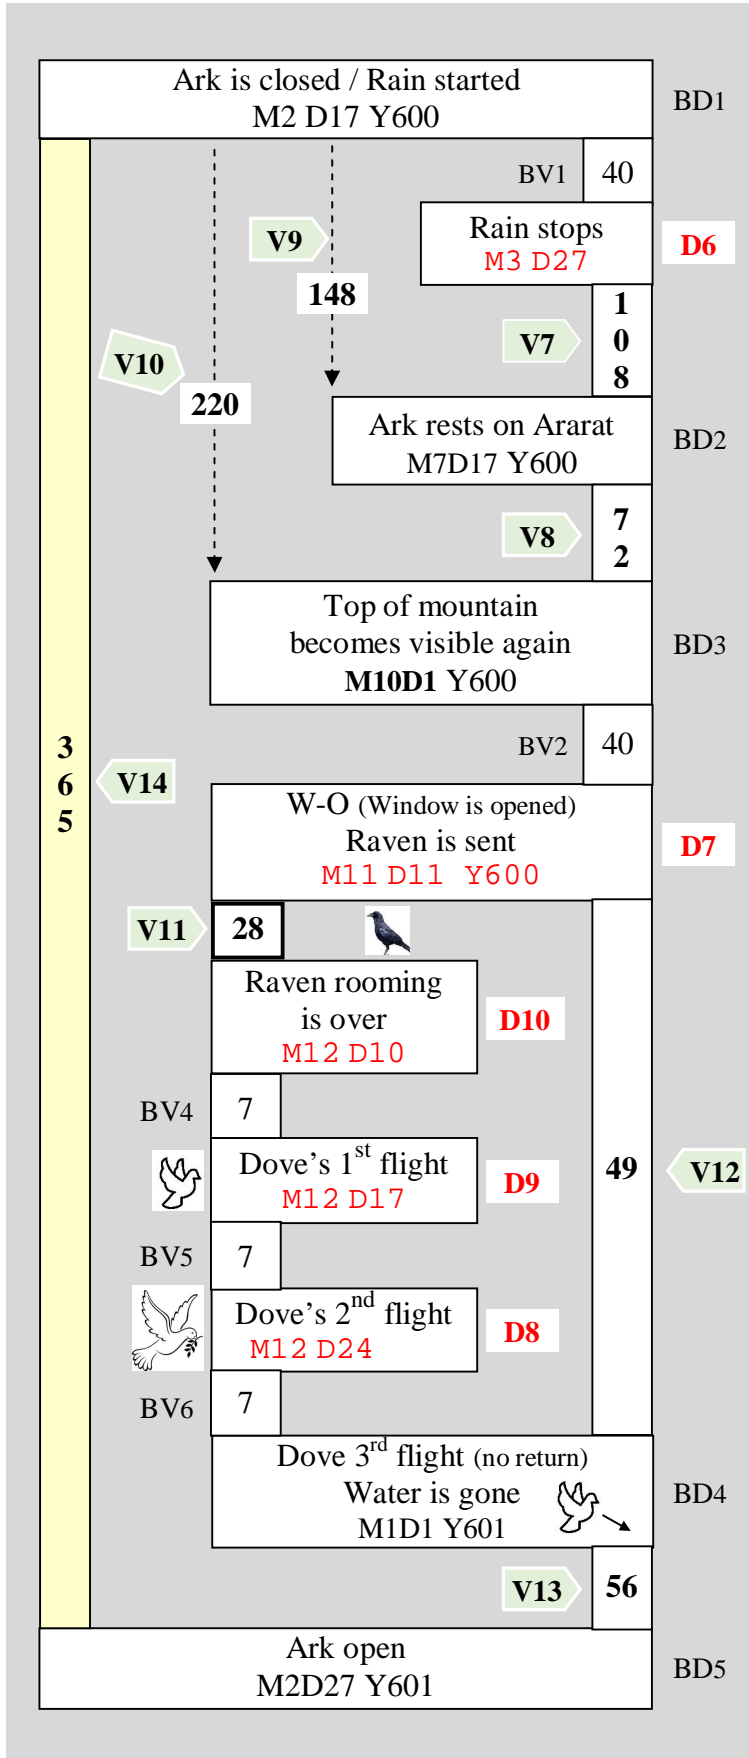 Ark is closed / Rain started
M2 D17 Y600
BD1
BV1
40
V9
Rain stops
M3 D27
D6
148
V7
1
0
8
V10
220
Ark rests on Ararat
M7D17 Y600
BD2
V8
7
2
Top of mountain
becomes visible again
M10D1 Y600
BD3
BV2
40
3
6
5
V14
W-O (Window is opened)
Raven is sent
M11 D11 Y600
D7
V11
28
Raven rooming
is over
M12 D10
D10
BV4
7
Dove's 1st flight
M12 D17
D9
49
V12
BV5
7
Dove's 2nd flight
M12 D24
D8
BV6
7
Dove 3rd flight (no return)
Water is gone
M1D1 Y601
BD4
V13
56
Ark open
M2D27 Y601
BD5